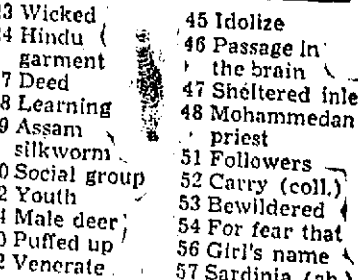 3 Wicked
4 Hindu
garment
7 Deed
8 Learning
9 Assam
silkworm
0 Social group
2 Youth
Male deer
0 Puffed up
2 Venerate
45 Idolize
46 Passage in
the brain
47 Sheltered inle
48 Mohammedan
priest
51 Followers
52 Carry (coll.)
53 Bewildered
54 For fear that
56 Girl's name
57 Sardinia (ab